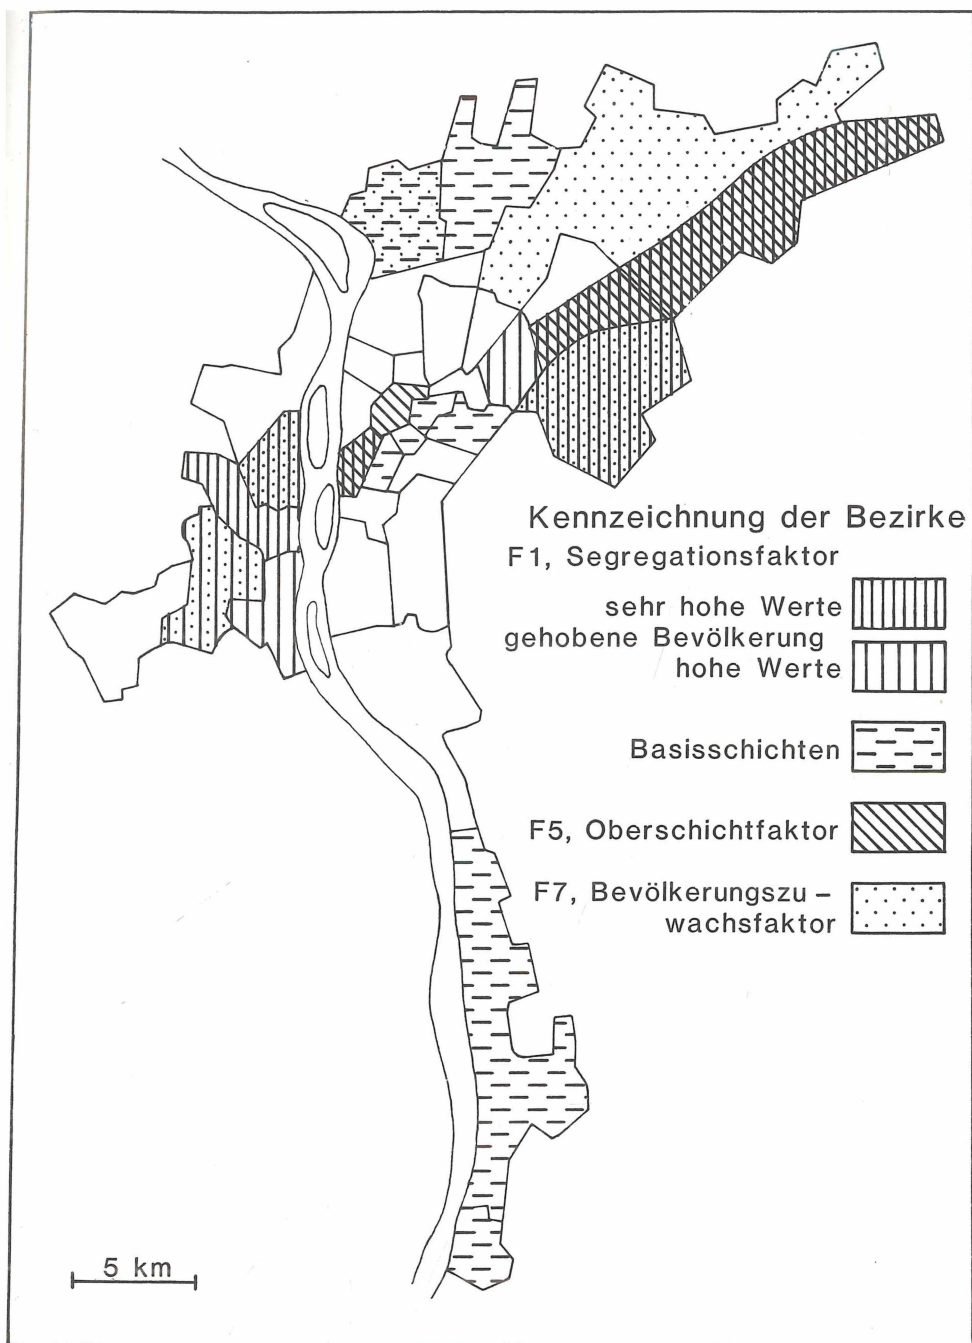 Kennzeichnung der Bezirke
F1, Segregationsfaktor
sehr hohe Werte
gehobene Bevölkerung
hohe Werte
Basisschichten
F5, Oberschichtfaktor
F7, Bevölkerungszu-
wachsfaktor
5 km